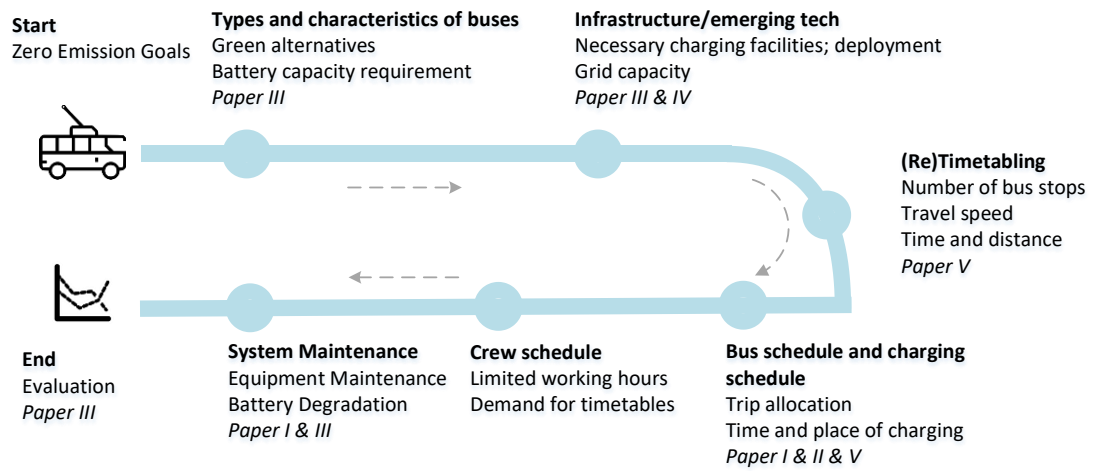 Start
Zero Emission Goals
Types and characteristics of buses
Green alternatives
Battery capacity requirement
Paper III
Infrastructure/emerging tech
Necessary charging facilities; deployment
Grid capacity
Paper III & IV
(Re)Timetabling
Number of bus stops
Travel speed
Time and distance
Paper V
Bus schedule and charging
schedule
Trip allocation
Time and place of charging
Paper I & II & V
Crew schedule
Limited working hours
Demand for timetables
System Maintenance
Equipment Maintenance
Battery Degradation
Paper I & III
End
Evaluation
Paper III